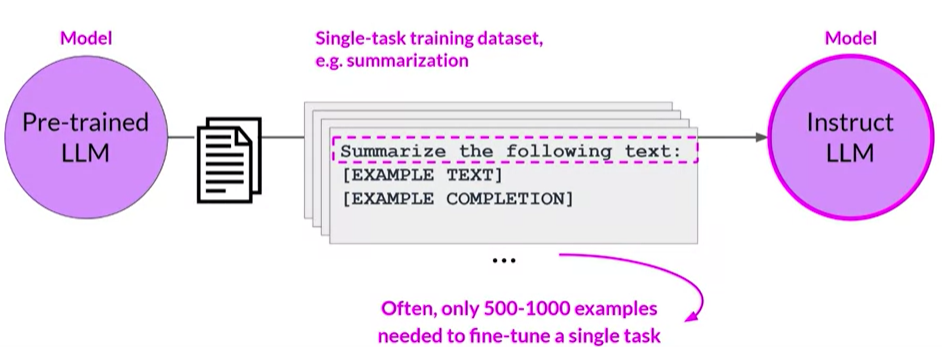 Model
Pre-trained
LLM
Single-task training dataset,
e.g. summarization
Summarize the following text:
[EXAMPLE TEXT]
[EXAMPLE COMPLETION]
...
Often, only 500-1000 examples
needed to fine-tune a single task
Model
Instruct
LLM